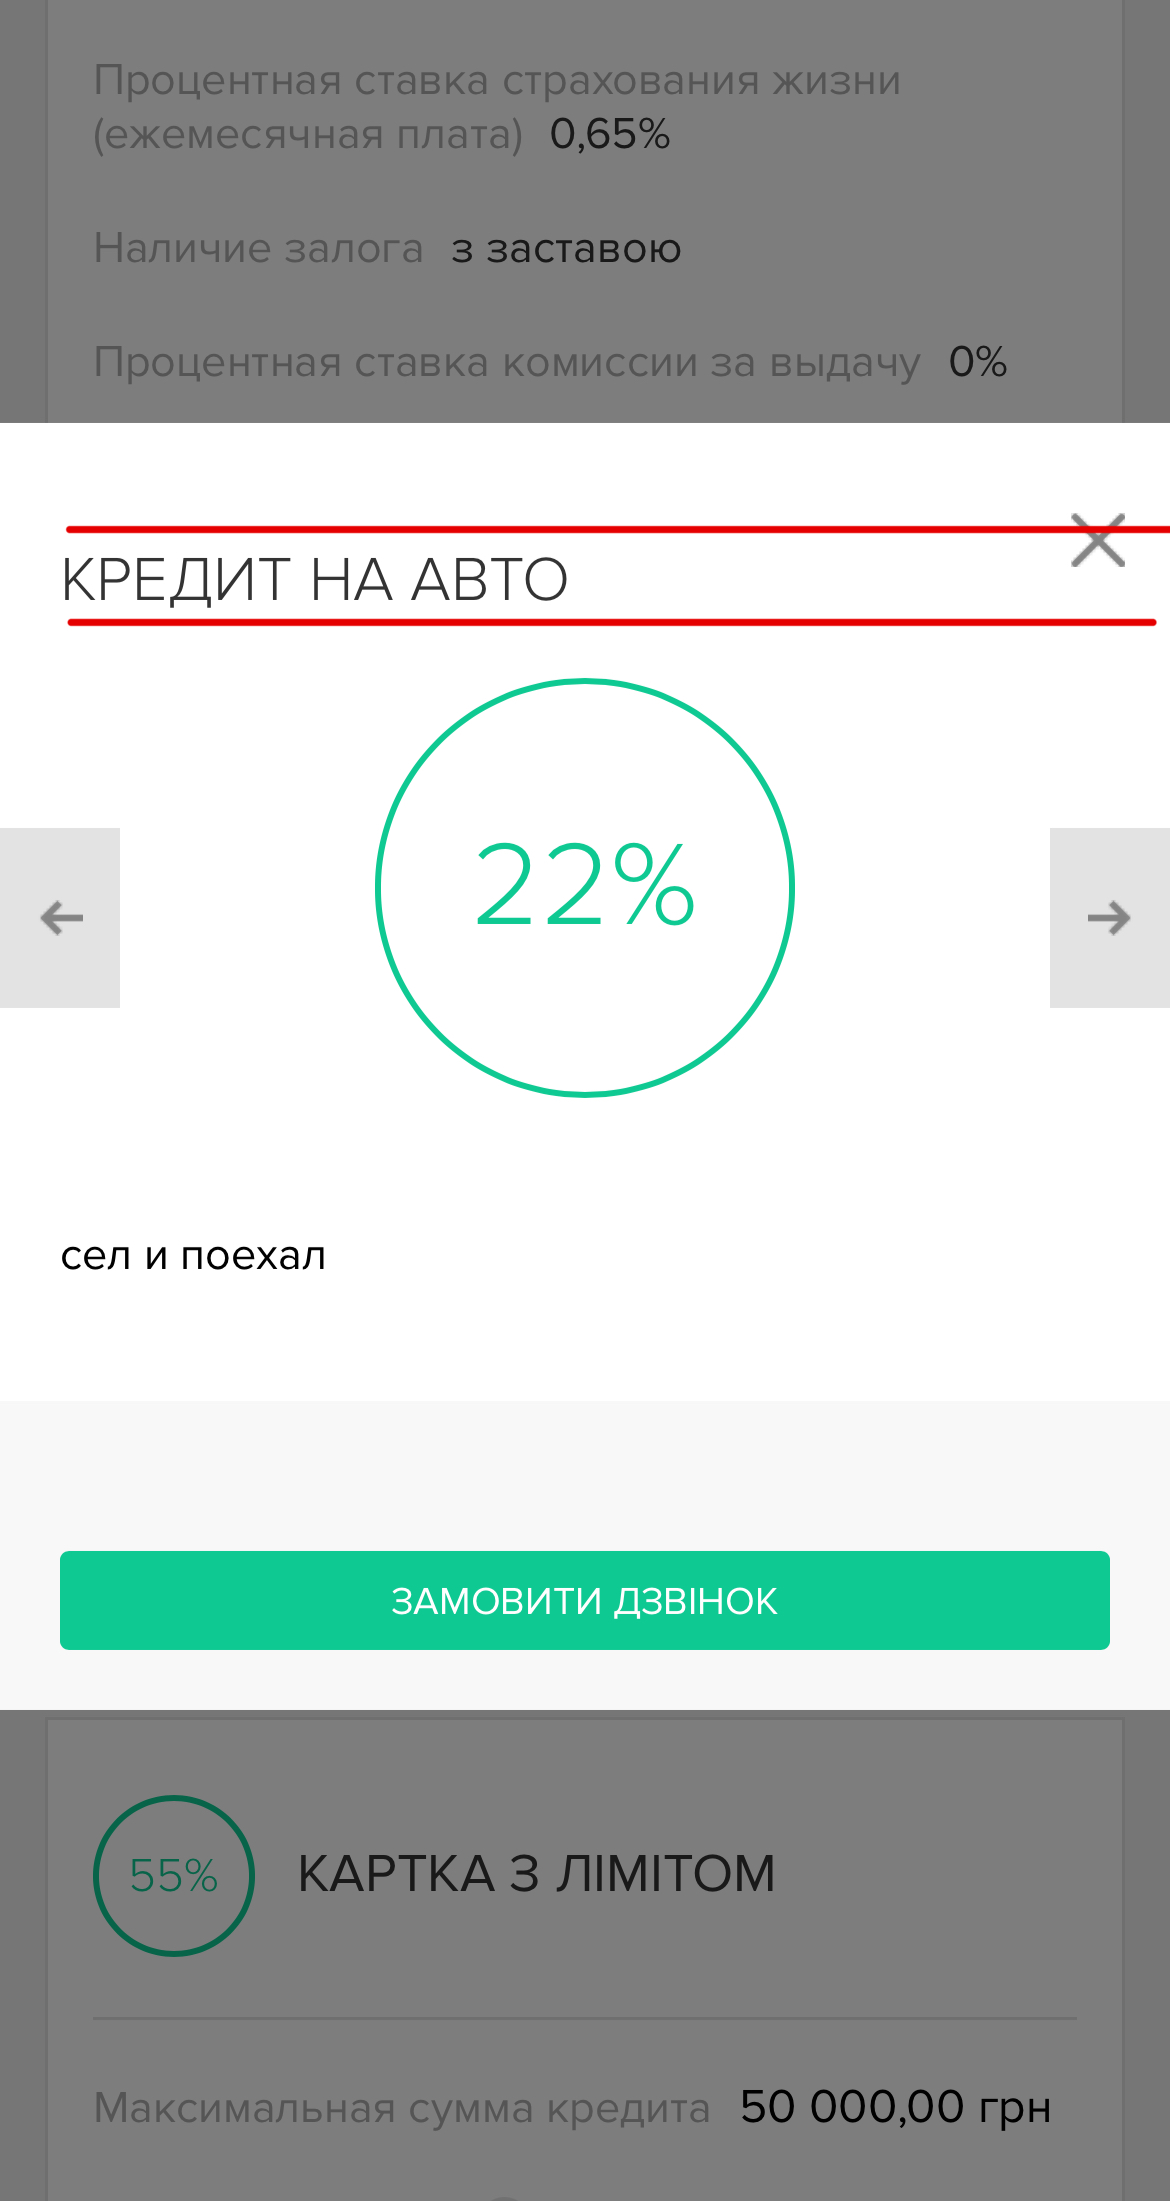 Процентная ставка страхования жизни
(ежемесячная плата) 0,65%
Наличие залога з заставою
Процентная ставка комиссии за выдачу 0%
КРЕДИТ НА АВТО
22%
сел и поехал
ЗАМОВИТИ ДЗВІНОК
55% КАРТКА З ЛІМІТОМ
Максимальная сумма кредита 50 000,00 грн